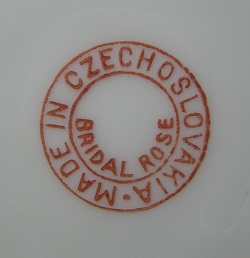 MADE IN CZECHOSLOVAKIA·
BRIDAL ROSE